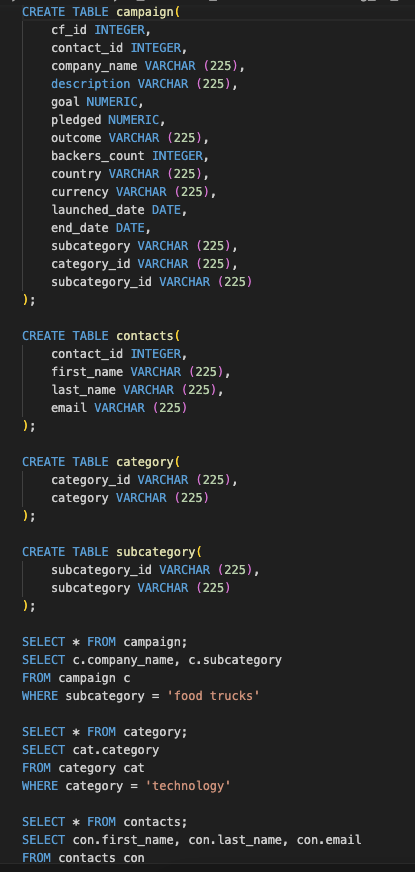 CREATE TABLE campaign(
    cf_id INTEGER,
    contact_id INTEGER,
    company_name VARCHAR (225),
    description VARCHAR (225),
    goal NUMERIC,
    pledged NUMERIC,
    outcome VARCHAR (225),
    backers_count INTEGER,
    country VARCHAR (225),
    currency VARCHAR (225),
    launched_date DATE,
    end_date DATE,
    subcategory VARCHAR (225),
    category_id VARCHAR (225),
    subcategory_id VARCHAR (225)
);
CREATE TABLE contacts(
    contact_id INTEGER,
    first_name VARCHAR (225),
    last_name VARCHAR (225),
    email VARCHAR (225)
);
CREATE TABLE category(
    category_id VARCHAR (225),
    category VARCHAR (225)
);
CREATE TABLE subcategory(
    subcategory_id VARCHAR (225),
    subcategory VARCHAR (225)
);
SELECT * FROM campaign;
SELECT c.company_name, c.subcategory
FROM campaign c
WHERE subcategory = 'food trucks'
SELECT * FROM category;
SELECT cat.category
FROM category cat
WHERE category = 'technology'
SELECT * FROM contacts;
SELECT con.first_name, con.last_name, con.email
FROM contacts con